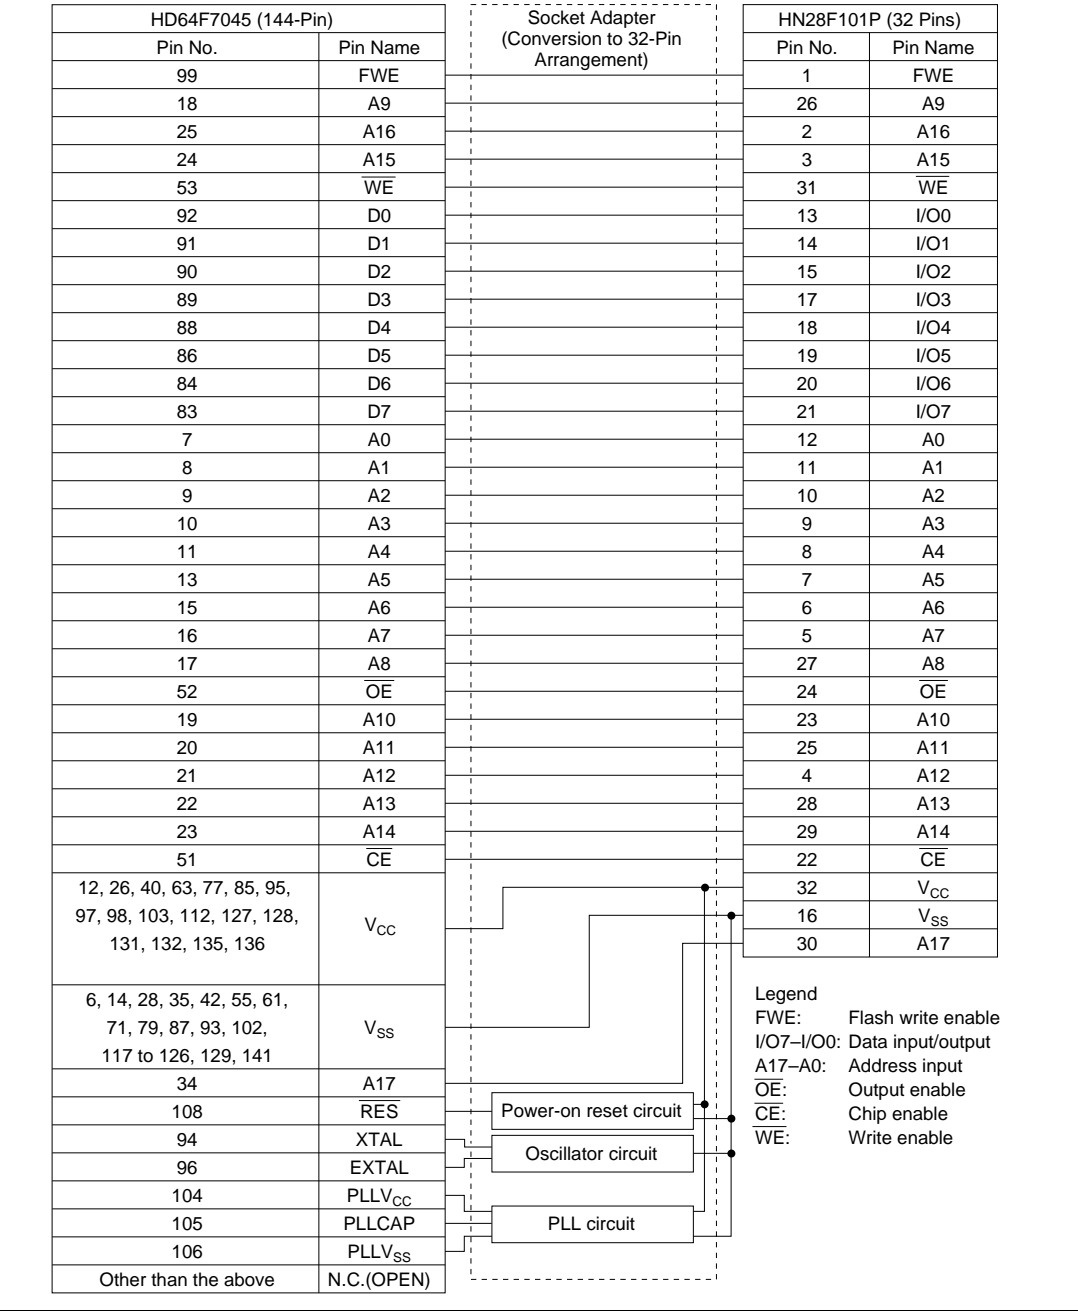 HD64F7045 (144-Pin)
Pin No. Pin Name
99 FWE
18 A9
25 A16
24 A15
53 WE
92 D0
91 D1
90 D2
89 D3
88 D4
86 D5
84 D6
83 D7
7 A0
8 A1
9 A2
10 A3
11 A4
13 A5
15 A6
16 A7
17 A8
52 OE
19 A10
20 A11
21 A12
22 A13
23 A14
51 CE
12, 26, 40, 63, 77, 85, 95,
97, 98, 103, 112, 127, 128,
131, 132, 135, 136
VCC
6, 14, 28, 35, 42, 55, 61,
71, 79, 87, 93, 102,
117 to 126, 129, 141
VSS
34 A17
108 RES
94 XTAL
96 EXTAL
104 PLLVCC
105 PLLCAP
106 PLLVSS
Other than the above N.C.(OPEN)
Socket Adapter
(Conversion to 32-Pin
Arrangement)
Power-on reset circuit
Oscillator circuit
PLL circuit
HN28F101P (32 Pins)
Pin No. Pin Name
1 FWE
26 A9
2 A16
3 A15
31 WE
13 I/O0
14 I/O1
15 I/O2
17 I/O3
18 I/O4
19 I/O5
20 I/O6
21 I/O7
12 A0
11 A1
10 A2
9 A3
8 A4
7 A5
6 A6
5 A7
27 A8
24 OE
23 A10
25 A11
4 A12
28 A13
29 A14
22 CE
32 VCC
16 VSS
30 A17
Legend
FWE: Flash write enable
I/O7–I/O0: Data input/output
A17–A0: Address input
OE: Output enable
CE: Chip enable
WE: Write enable